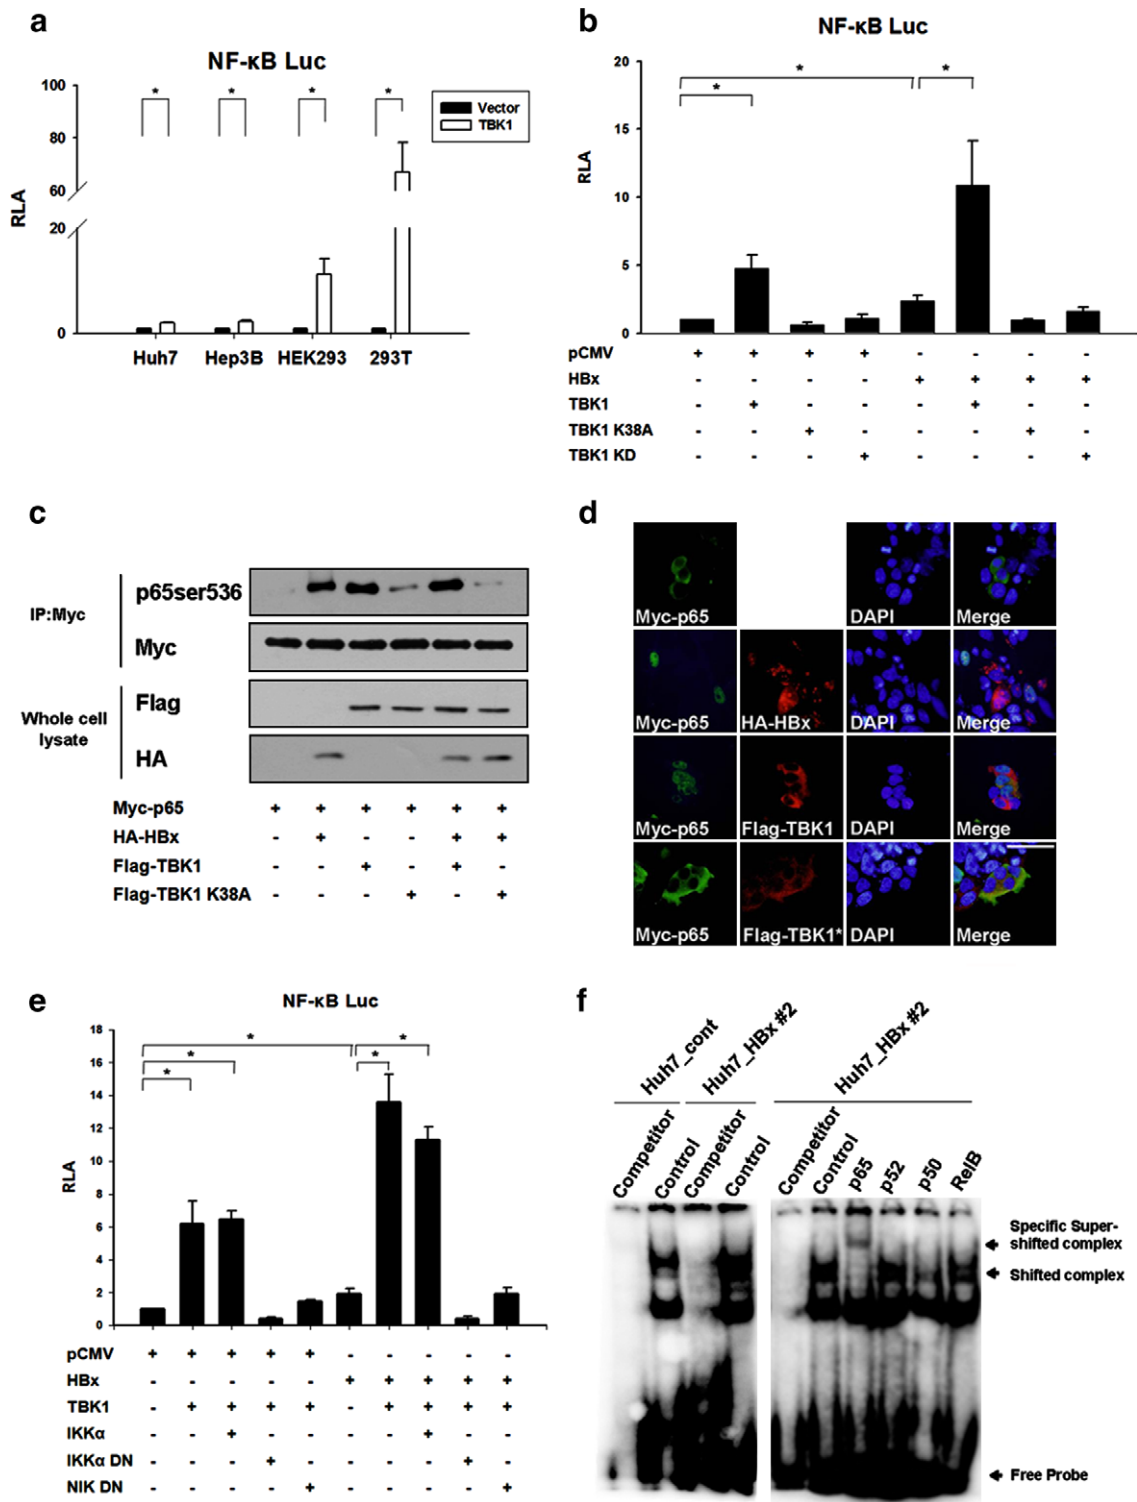 a
NF-κB Luc
* * * *
Vector
TBK1
RLA
100
80
60
20
0
Huh7 Hep3B HEK293 293T
b
NF-κB Luc
* * *
RLA
20
15
10
5
0
pCMV + + + + - - - -
HBx - - - - + + + +
TBK1 - + - - - + - -
TBK1 K38A - - + - - - + -
TBK1 KD - - - + - - - +
c
IP:Myc
p65ser536
Myc
Whole cell
lysate
Flag
HA
Myc-p65 + + + + + +
HA-HBx - + - - + +
Flag-TBK1 - - + - + -
Flag-TBK1 K38A - - - + - +
d
Myc-p65 DAPI Merge
Myc-p65 HA-HBx DAPI Merge
Myc-p65 Flag-TBK1 DAPI Merge
Myc-p65 Flag-TBK1* DAPI Merge
e
NF-κB Luc
* * * * *
RLA
18
16
14
12
10
8
6
4
2
0
pCMV + + + + + - - - - -
HBx - - - - - + + + + +
TBK1 - + + + + - + + + +
IKKα - - + - - - - + - -
IKKα DN - - - + - - - - + -
NIK DN - - - - + - - - - +
f
Huh7_cont Huh7_HBx #2 Huh7_HBx #2
Competitor Control Competitor Control Competitor Control p65 p52 p50 RelB
Specific Super-
shifted complex
Shifted complex
Free Probe